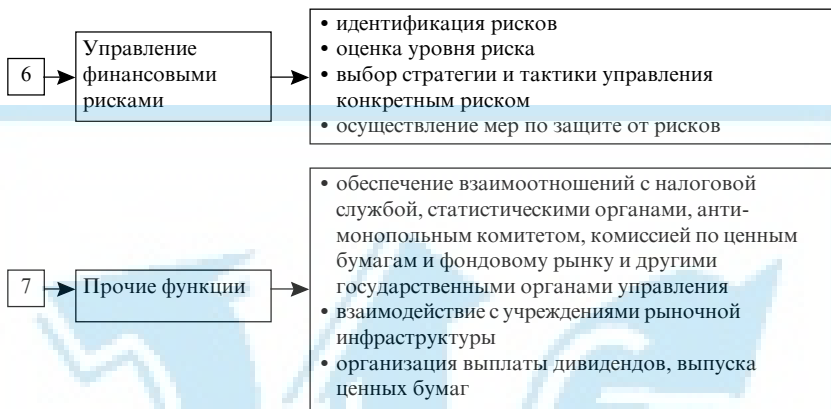 6
Управление
финансовыми
рисками
• идентификация рисков
• оценка уровня риска
• выбор стратегии и тактики управления
конкретным риском
• осуществление мер по защите от рисков
7
Прочие функции
• обеспечение взаимоотношений с налоговой
службой, статистическими органами, анти-
монопольным комитетом, комиссией по ценным
бумагам и фондовому рынку и другими
государственными органами управления
• взаимодействие с учреждениями рыночной
инфраструктуры
• организация выплаты дивидендов, выпуска
ценных бумаг